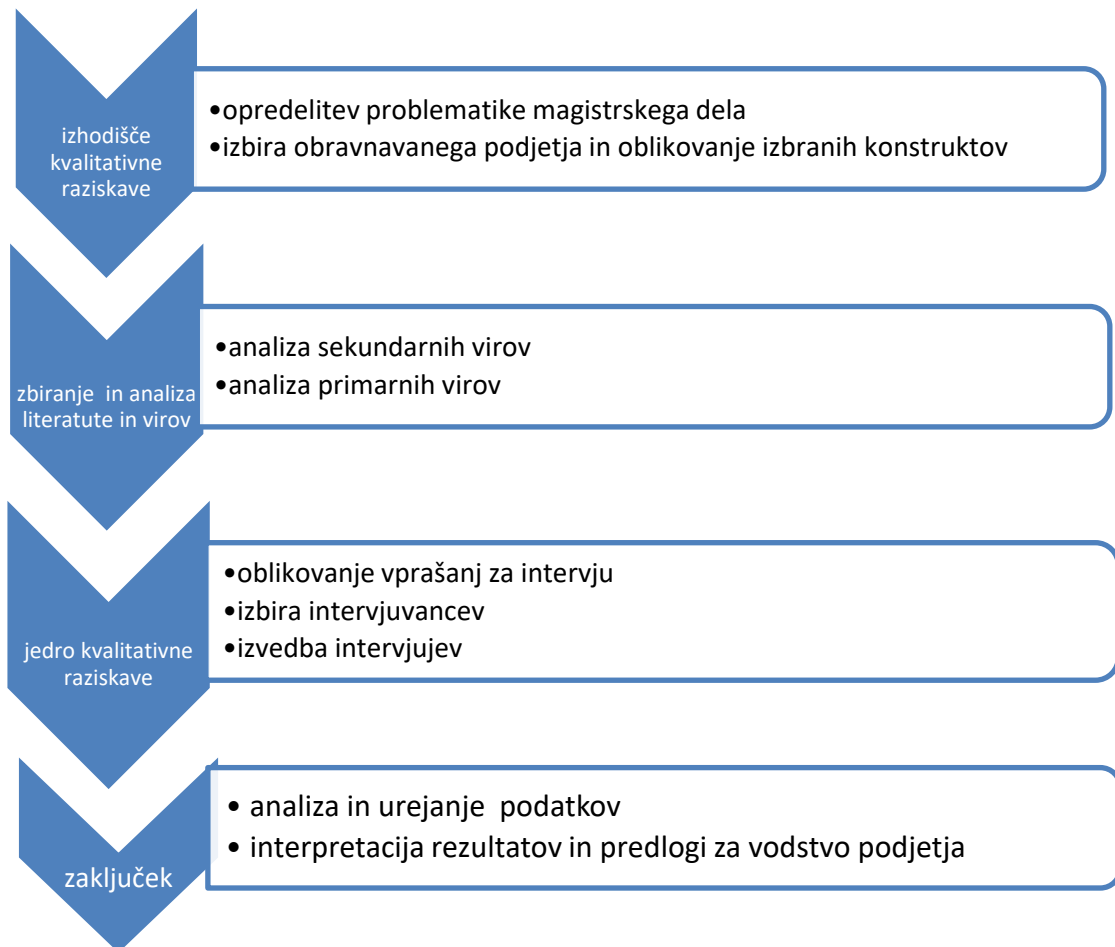 izhodišče
kvalitativne
raziskave
•opredelitev problematike magistrskega dela
•izbira obravnavanega podjetja in oblikovanje izbranih konstruktov
zbiranje in analiza
literatute in virov
•analiza sekundarnih virov
•analiza primarnih virov
jedro kvalitativne
raziskave
•oblikovanje vprašanj za intervju
•izbira intervjuvancev
•izvedba intervjujev
zaključek
• analiza in urejanje podatkov
• interpretacija rezultatov in predlogi za vodstvo podjetja